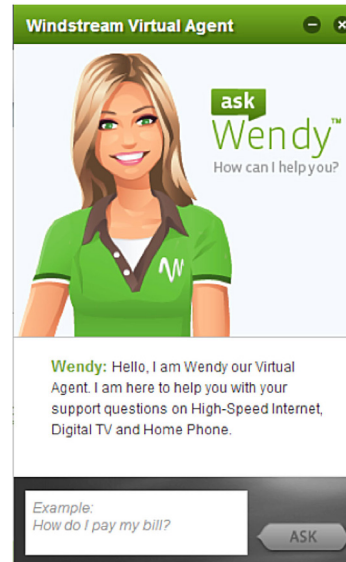 Windstream Virtual Agent
ask
Wendy™
How can I help you?
Wendy: Hello, I am Wendy our Virtual
Agent. I am here to help you with your
support questions on High-Speed Internet,
Digital TV and Home Phone.
Example:
How do I pay my bill?
ASK